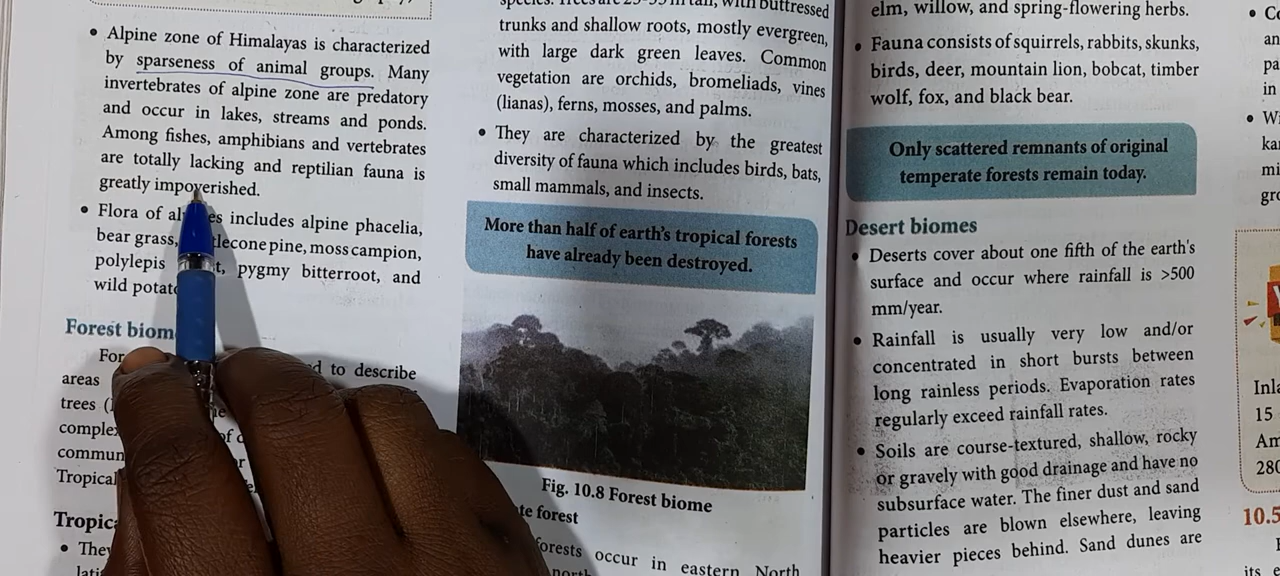 • Alpine zone of Himalayas is characterized
by sparseness of animal groups. Many
invertebrates of alpine zone are predatory
and occur in lakes, streams and ponds.
Among fishes, amphibians and vertebrates
are totally lacking and reptilian fauna is
greatly impoverished.
• Flora of includes alpine phacelia,
bear grass, pine, moss campion,
polylepis pygmy bitterroot, and
wild
Forest
to describe
areas
trees
of
Tropical
• They
trunks and shallow roots, mostly evergreen,
with large dark green leaves. Common
vegetation are orchids, bromeliads, vines
(lianas), ferns, mosses, and palms.
• They are characterized by the greatest
diversity of fauna which includes birds, bats,
small mammals, and insects.
More than half of earth's tropical forests
have already been destroyed.
Fig. 10.8 Forest biome
forest
occur in eastern North
elm, willow, and spring-flowering herbs.
• Fauna consists of squirrels, rabbits, skunks,
birds, deer, mountain lion, bobcat, timber
wolf, fox, and black bear.
Only scattered remnants of original
temperate forests remain today.
Desert biomes
• Deserts cover about one fifth of the earth's
surface and occur where rainfall is >500
mm/year.
• Rainfall is usually very low and/or
concentrated in short bursts between
long rainless periods. Evaporation rates
regularly exceed rainfall rates.
• Soils are course-textured, shallow, rocky
or gravely with good drainage and have no
subsurface water. The finer dust and sand
particles are blown elsewhere, leaving
heavier pieces behind. Sand dunes are
in
15
280
10.5